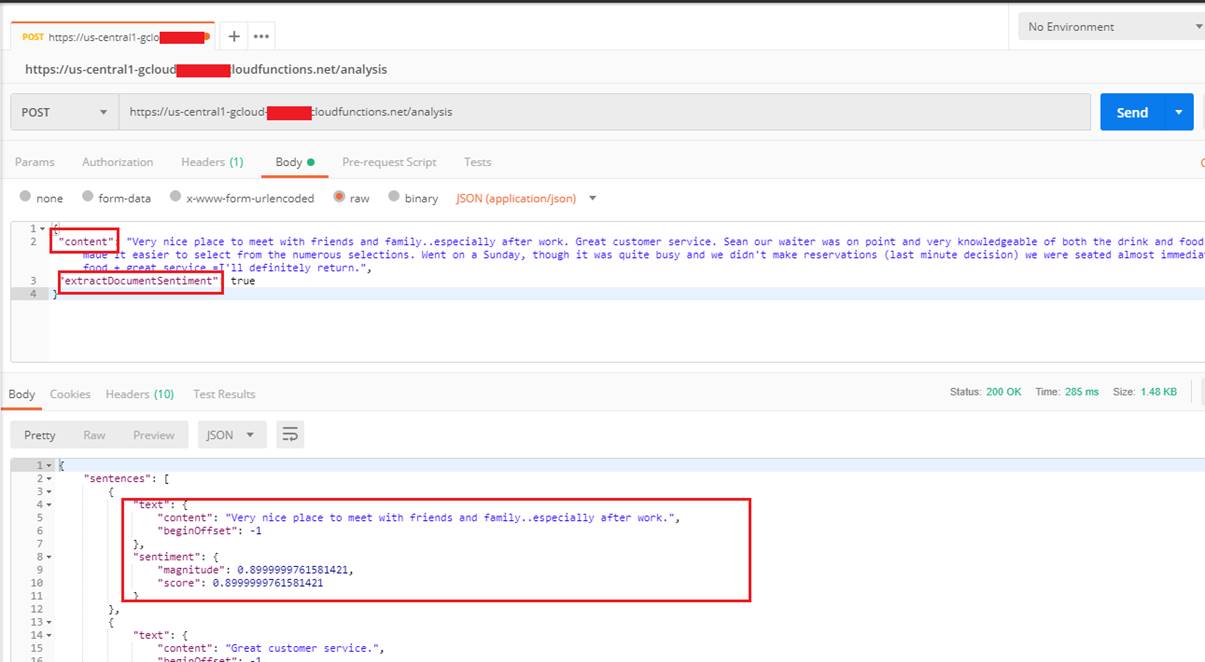 POST https://us-central1-gclo
+ •••
No Environment
https://us-central1-gcloud loudfunctions.net/analysis
POST https://us-central1-gcloud- cloudfunctions.net/analysis Send
Params Authorization Headers (1) Body Pre-request Script Tests
none form-data x-www-form-urlencoded raw binary JSON (application/json)
1 {
2 "content": "Very nice place to meet with friends and family..especially after work. Great customer service. Sean our waiter was on point and very knowledgeable of both the drink and food
made it easier to select from the numerous selections. Went on a Sunday, though it was quite busy and we didn't make reservations (last minute decision) we were seated almost immedia
food + great service =I'll definitely return.",
3 "extractDocumentSentiment" true
4 }
Body Cookies Headers (10) Test Results Status: 200 OK Time: 285 ms Size: 1.48 KB
Pretty Raw Preview JSON
1 {
2 "sentences": [
3 {
4 "text": {
5 "content": "Very nice place to meet with friends and family..especially after work.",
6 "beginOffset": -1
7 },
8 "sentiment": {
9 "magnitude": 0.8999999761581421,
10 "score": 0.8999999761581421
11 }
12 },
13 {
14 "text": {
15 "content": "Great customer service.",
16 "beginOffset": -1